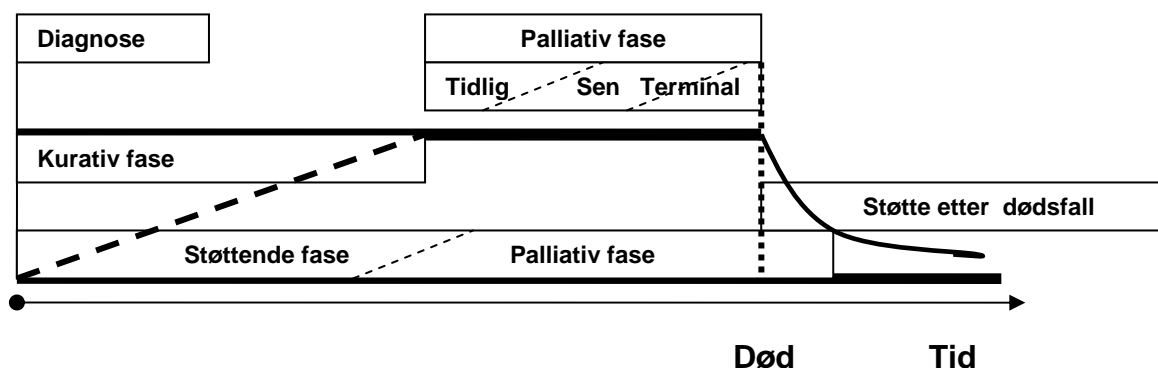 Diagnose
Palliativ fase
Tidlig Sen Terminal
Kurativ fase
Støtte etter dødsfall
Støttende fase
Palliativ fase
Død
Tid